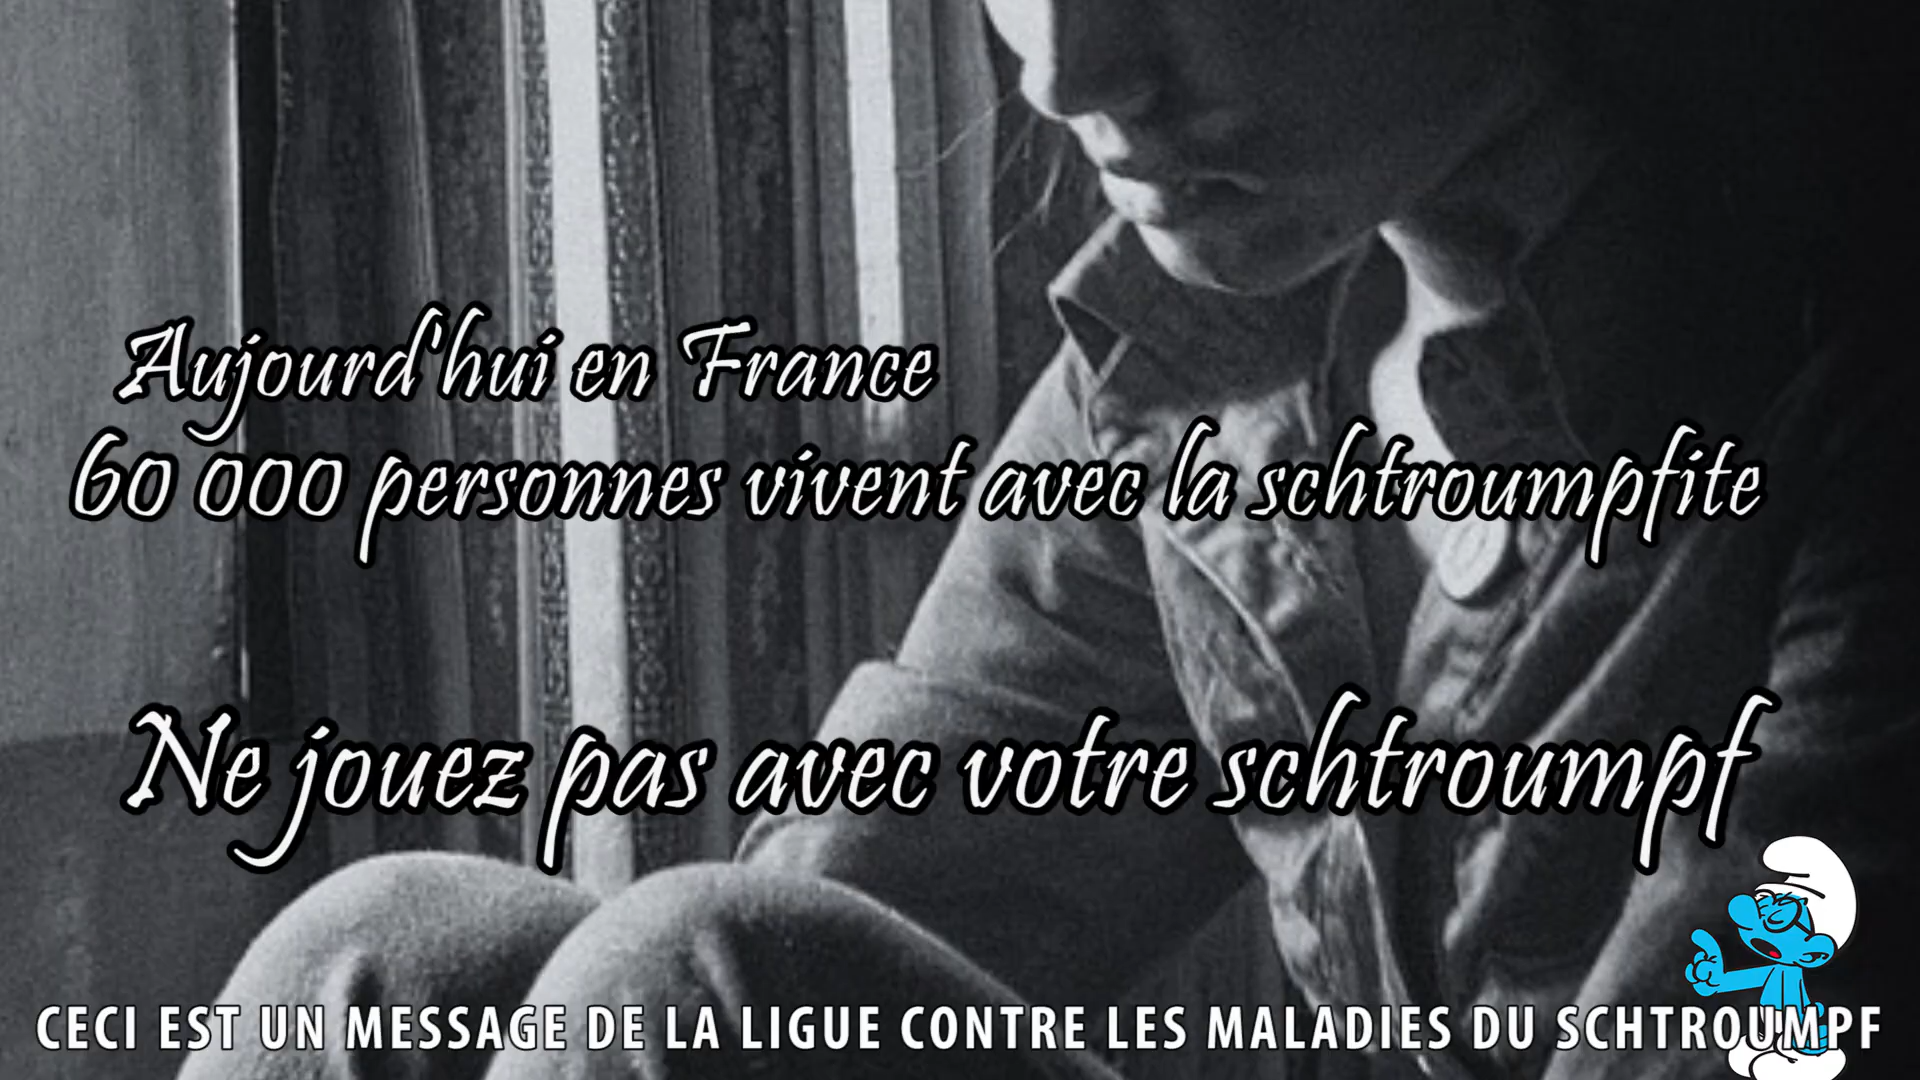 Aujourd'hui en France
60 000 personnes vivent avec la schtroumpfite
Ne jouez pas avec votre schtroumpf
CECI EST UN MESSAGE DE LA LIGUE CONTRE LES MALADIES DU SCHTROUMPF